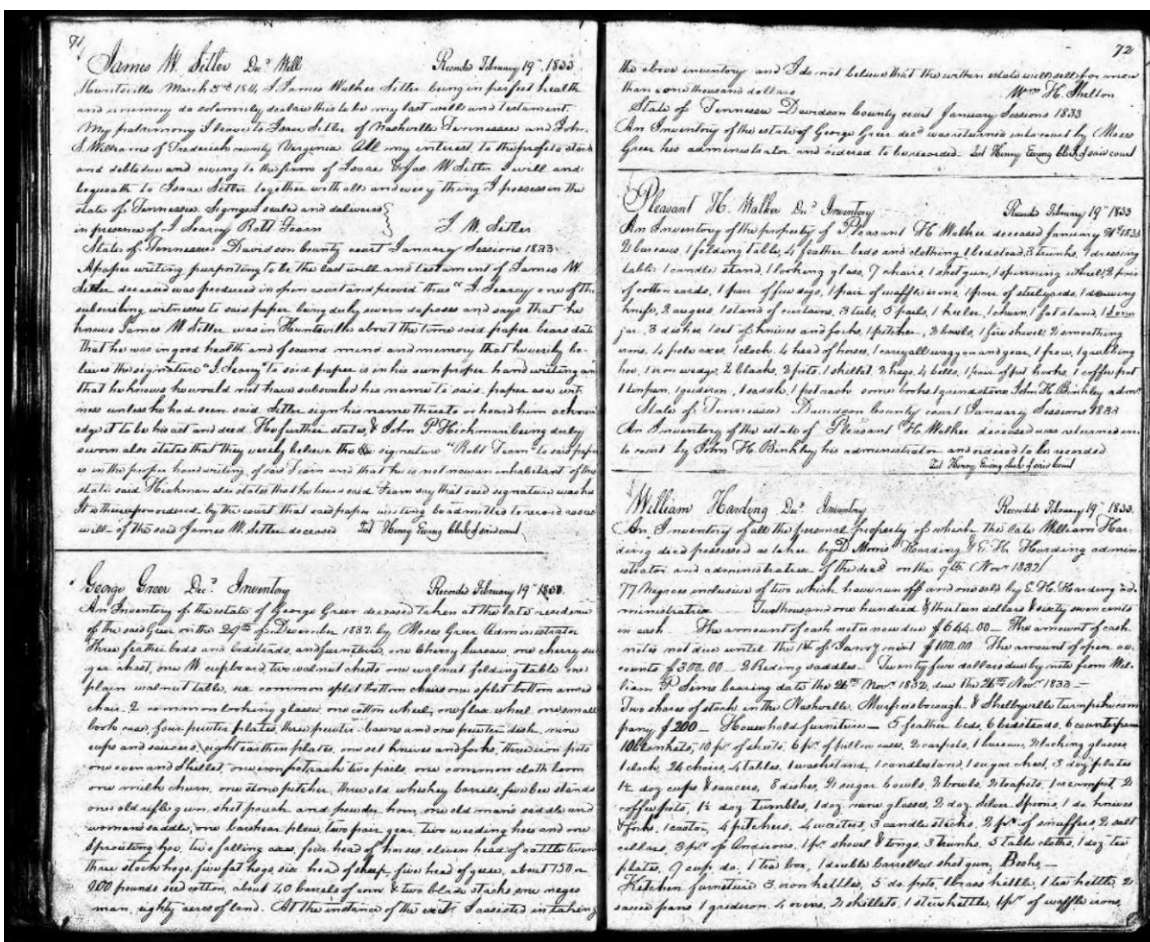 71
James W. Sitler Decd Will Recorded February 19th 1833
Huntsville March 5th 1814 I James Walker Sitler being in perfect health
and memory do solemnly declare this to be my last will and testament.
My patrimony I leave to Isaac Sitler of Nashville Tennessee and John
S. Williams of Frederick county Virginia All my interest, to the profits stock
and debts due and owing to the firm of Isaac & Jas. W Sitler I will and
bequeath to Isaac Sitler together with all and every thing I possess in the
state of Tennessee. Signed sealed and delivered
in presence of I Searcy Robt Fearn J. W. Sitler
State of Tennessee Davidson County court January Sessions 1833
A paper writing purporting to be the last will and testament of James W.
Sitler deceased was produced in open court and proved thus "I. Searcy one of the
subscribing witnesses to said paper being duly sworn deposes and says that he
knows James W Sitler was in Huntsville about the time said paper bears date
that he was in good health and of sound mind and memory that he verily be-
lieves the signature "I. Searcy" to said paper is in his own proper hand writing an
that he knows he would not have subscribed his name to said paper as a wit
ness unless he had seen said Sitler sign his name thereto or heard him acknow
edge it to be his act and deed He further states, & John P. Hickman being duly
sworn also states that they verily believe the signature "Robt Fearn" to said paper
is in the proper handwriting of said Fearn and that he is not now an inhabitant of this
state said Hickman also states that he heard said Fearn say that said signature was his
It is thereupon ordered by the court that said paper writing be admitted to record as the
will of the said James W. Sitler deceased Test Henry Ewing clerk of said court
George Greer Decd Inventory Recorded February 19th 1833
An Inventory of the estate of George Greer deceased taken at the late residence
of the said Greer on the 29th of December 1832 by Moses Greer Administrator
Three feather beds and bedsteads, and furniture, one Cherry bureau, one cherry su
gar chest, one W cupboard, two walnut chests one walnut folding table, one
plain walnut table, six common split bottom chairs one split bottom armed
chair, 2 common looking glasses, one cotton wheel, one flax wheel one small
book case, four pewter plates, three pewter basons and one pewter dish, nine
cups and saucers, eight earthen plates, one set knives and forks, three iron pots
one oven and skillet, one iron pot rack two pails, one common cloth loom
one milk churn, one stone pitcher, three old whiskey barrels, five bee stands
one old rifle gun, shot pouch and powder horn, one old man's saddle and
woman's saddle, one barshear plow, two pair gear, two weeding hoes and one
sprouting hoe, two falling axes, four head of horses, eleven head of cattle twen
three stock hogs, five fat hogs, six head of sheep, five head of geese, about 150 or
200 pounds seed cotton, about 40 barrels of corn & two blade stacks one negro
man, eighty acres of land. At the instance of the I assisted in taking
72
the above inventory and I do not believe that the within estate will sell for more
than a one thousand dollars Wm H. Shelton
State of Tennessee Davidson County court January Sessions 1833
An Inventory of the estate of George Greer decd was returned into court by Moses
Greer his administrator and ordered to be recorded. Test Henry Ewing clerk of said court
Pleasant H. Walker Decd Inventory Recorded February 19th 1833
An Inventory of the property of Pleasant H Walker deceased January 1833
2 bureaus, 1 folding table, 4 feather beds and clothing 1 bedstead, 3 trunks, 1 dressing
table 1 candle stand, 1 looking glass, 7 chairs, 1 shot gun, 1 spinning wheel, 2 pair
of cotton cards, 1 pair of fire dogs, 1 pair of waffle irons, 1 pair of steelyards, 1 drawing
knife, 2 augers, 1 stand of curtains, 3 tubs, 5 pails, 1 keeler, 1 churn, 1 fat stand, 1
jar, 3 dishes 1 set of knives and forks, 1 pitcher, 2 bowls, 1 fire shovel 2 smoothing
irons, 4 pole axes, 1 clock, 4 head of horses, 1 carryall waggon and gear, 1 frow, 1 grubbing
hoe, 1 iron wedge, 2 blacks, 2 pots, 1 skillet, 2 hogs, 4 bells, 1 pair of pot hooks, 1 coffee pot
1 tinpan, 1 gridiron, 1 pot rack some books 1 grindstone John H. Binkley admr
State of Tennessee Davidson County court January Sessions 1833
An Inventory of the estate of Pleasant H. Walker deceased was returned in
to court by John H. Binkley his administrator and ordered to be recorded
Test Henry Ewing clerk of said court
William Harding Decd Inventory Recorded February 19th 1833.
An Inventory of all the personal property of which the late William Har-
ding died possessed as taken by D Morris Harding & E. H. Harding admin-
istrator and administratrix of the decd on the 9th (Novr 1832)
77 Negroes inclusive of two which have run off and one sold by E. H. Harding ad-
ministratrix Two thousand one hundred & thirteen dollars & sixty seven cents
in cash The amount of cash notes now due $644.00 The amount of cash
notes not due until the 1st of Janry next $100.00. The amount of open ac-
counts $300.00 2 Riding saddles Twenty five dollars due by note from Wil-
liam P Sims bearing date the 26th Novr 1832, due the 26th Novr 1833
Two shares of stock in the Nashville, Murfreesborough & Shelbyville turnpike com
pany $200 Household furniture 5 feather beds, 6 bedsteads, 6 counterpanes
10 blankets, 10 pr. of sheets, 6 pr. of pillow cases, 2 carpets, 1 bureau, 2 looking glasses
1 clock, 24 chairs, 4 tables, 1 washstand, 1 candlestand, 1 sugar chest, 3 doz plates
1½ doz cups & saucers, 8 dishes, 2 sugar bowls, 2 bowls, 2 teapots, 1 2
coffee pots, 1½ doz tumbles, 1 doz wine glasses, 2 doz silver spoons, 1 do knives
& forks, 1 castor, 4 pitchers, 4 waiters, 3 candle sticks, 2 pr. of snuffers, 2 salt
cellars, 3 pr. of andirons, 1 pr. shovel & tongs, 3 trunks, 5 table cloths, 1 doz tea
plates, 9 cup do. 1 tea box, 1 double barrelled shot gun, Books,
Kitchen furniture 3 iron kettles, 5 do. pots, 1 brass kettle, 1 tea kettle, 2
sauce pans 1 gridiron, 4 ovens, 2 skillets, 1 stew kettle, 1 pr. of waffle irons,